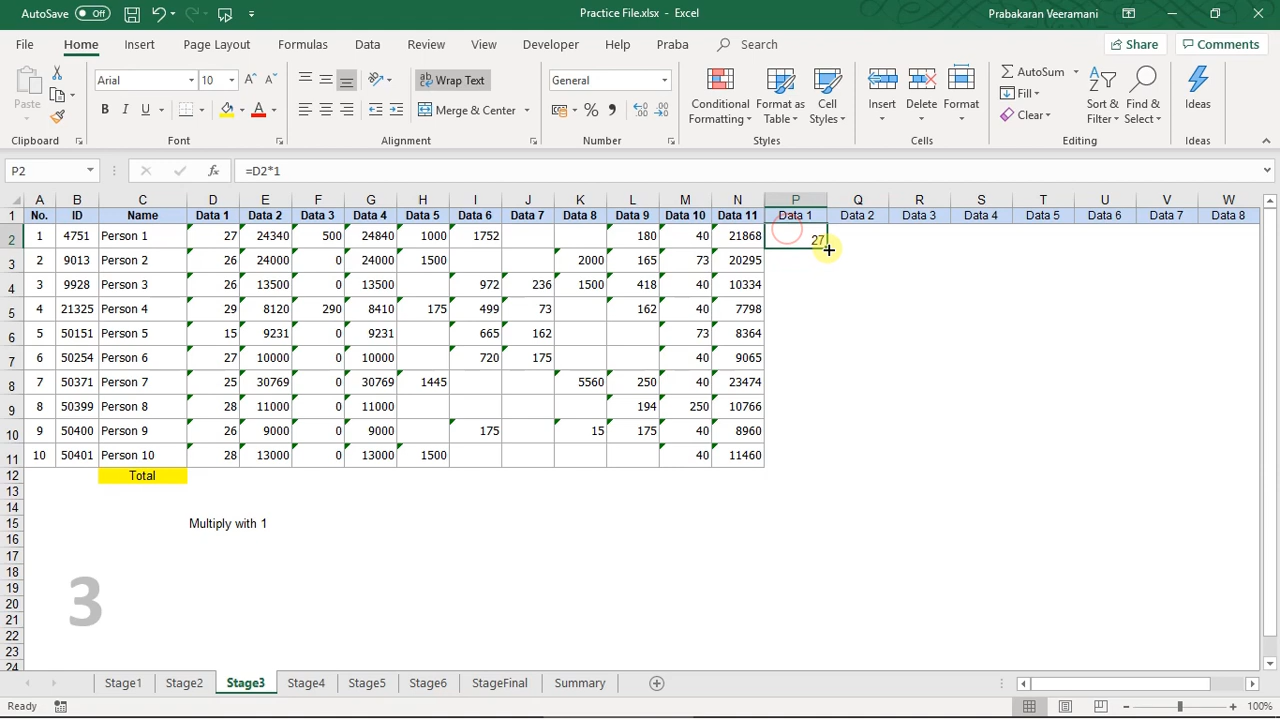 AutoSave Off Practice File.xlsx - Excel Prabakaran Veeramani
File Home Insert Page Layout Formulas Data Review View Developer Help Praba Search Share Comments
Paste Arial 10 Wrap Text General Conditional Formatting Format as Table Cell Styles Insert Delete Format AutoSum Sort & Filter Find & Select Ideas
B I U A Merge & Center % Fill
Clear
Clipboard Font Alignment Number Styles Cells Editing Ideas
P2 fx =D2*1
A B C D E F G H I J K L M N P Q R S T U V W
1 No. ID Name Data 1 Data 2 Data 3 Data 4 Data 5 Data 6 Data 7 Data 8 Data 9 Data 10 Data 11 Data 1 Data 2 Data 3 Data 4 Data 5 Data 6 Data 7 Data 8
2 1 4751 Person 1 27 24340 500 24840 1000 1752 180 40 21868 27
3 2 9013 Person 2 26 24000 0 24000 1500 2000 165 73 20295
4 3 9928 Person 3 26 13500 0 13500 972 236 1500 418 40 10334
5 4 21325 Person 4 29 8120 290 8410 175 499 73 162 40 7798
6 5 50151 Person 5 15 9231 0 9231 665 162 73 8364
7 6 50254 Person 6 27 10000 0 10000 720 175 40 9065
8 7 50371 Person 7 25 30769 0 30769 1445 5560 250 40 23474
9 8 50399 Person 8 28 11000 0 11000 194 250 10766
10 9 50400 Person 9 26 9000 0 9000 175 15 175 40 8960
11 10 50401 Person 10 28 13000 0 13000 1500 40 11460
12 Total
13
14
15 Multiply with 1
16
17
18
19
20 3
21
22
23
24
Stage1 Stage2 Stage3 Stage4 Stage5 Stage6 StageFinal Summary
Ready 100%